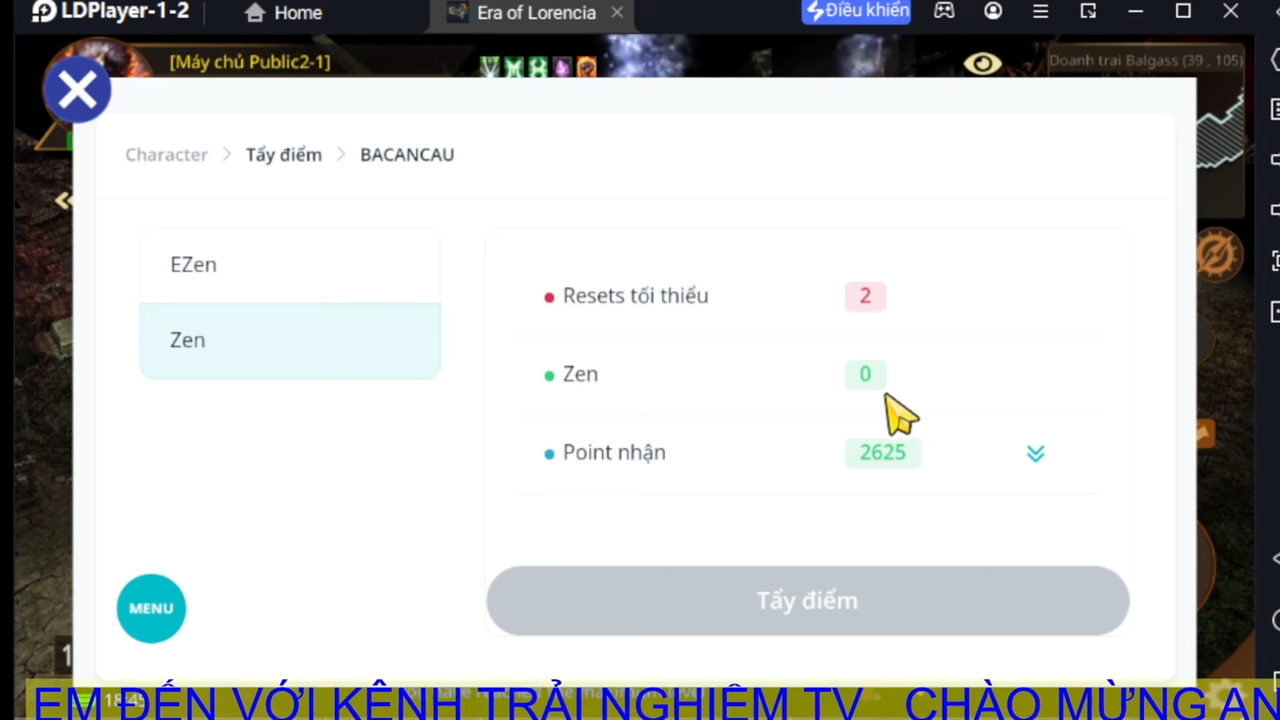 LDPlayer-1-2
Home
Era of Lorencia
Điều khiển
[Máy chủ Public2-1]
Doanh trại Balgass (39 , 105)
Character > Tẩy điểm > BACANCAU
EZen
Zen
Resets tối thiểu 2
Zen 0
Point nhận 2625
Tẩy điểm
MENU
EM ĐẾN VỚI KÊNH TRẢI NGHIỆM TV CHÀO MỪNG AN